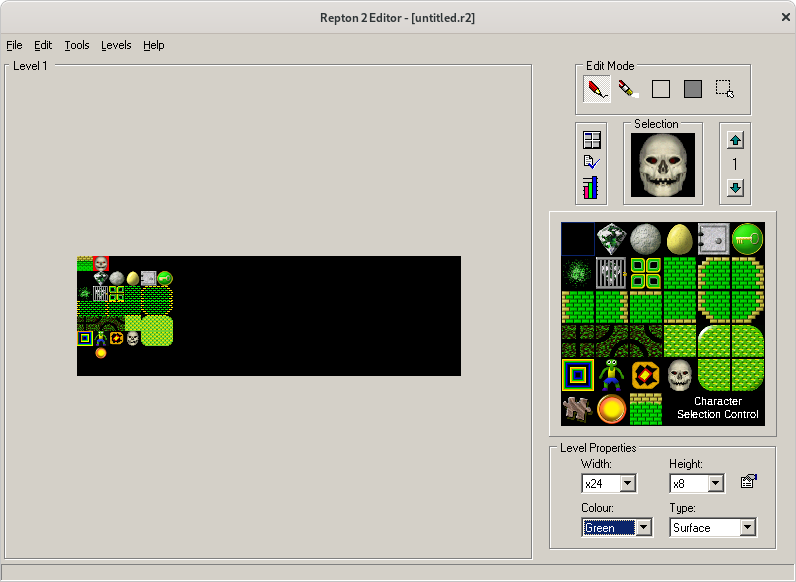 Repton 2 Editor - [untitled.r2]
File Edit Tools Levels Help
Level 1
Edit Mode
Selection
1
Character
Selection Control
Level Properties
Width: Height:
x24 x8
Colour: Type:
Green Surface